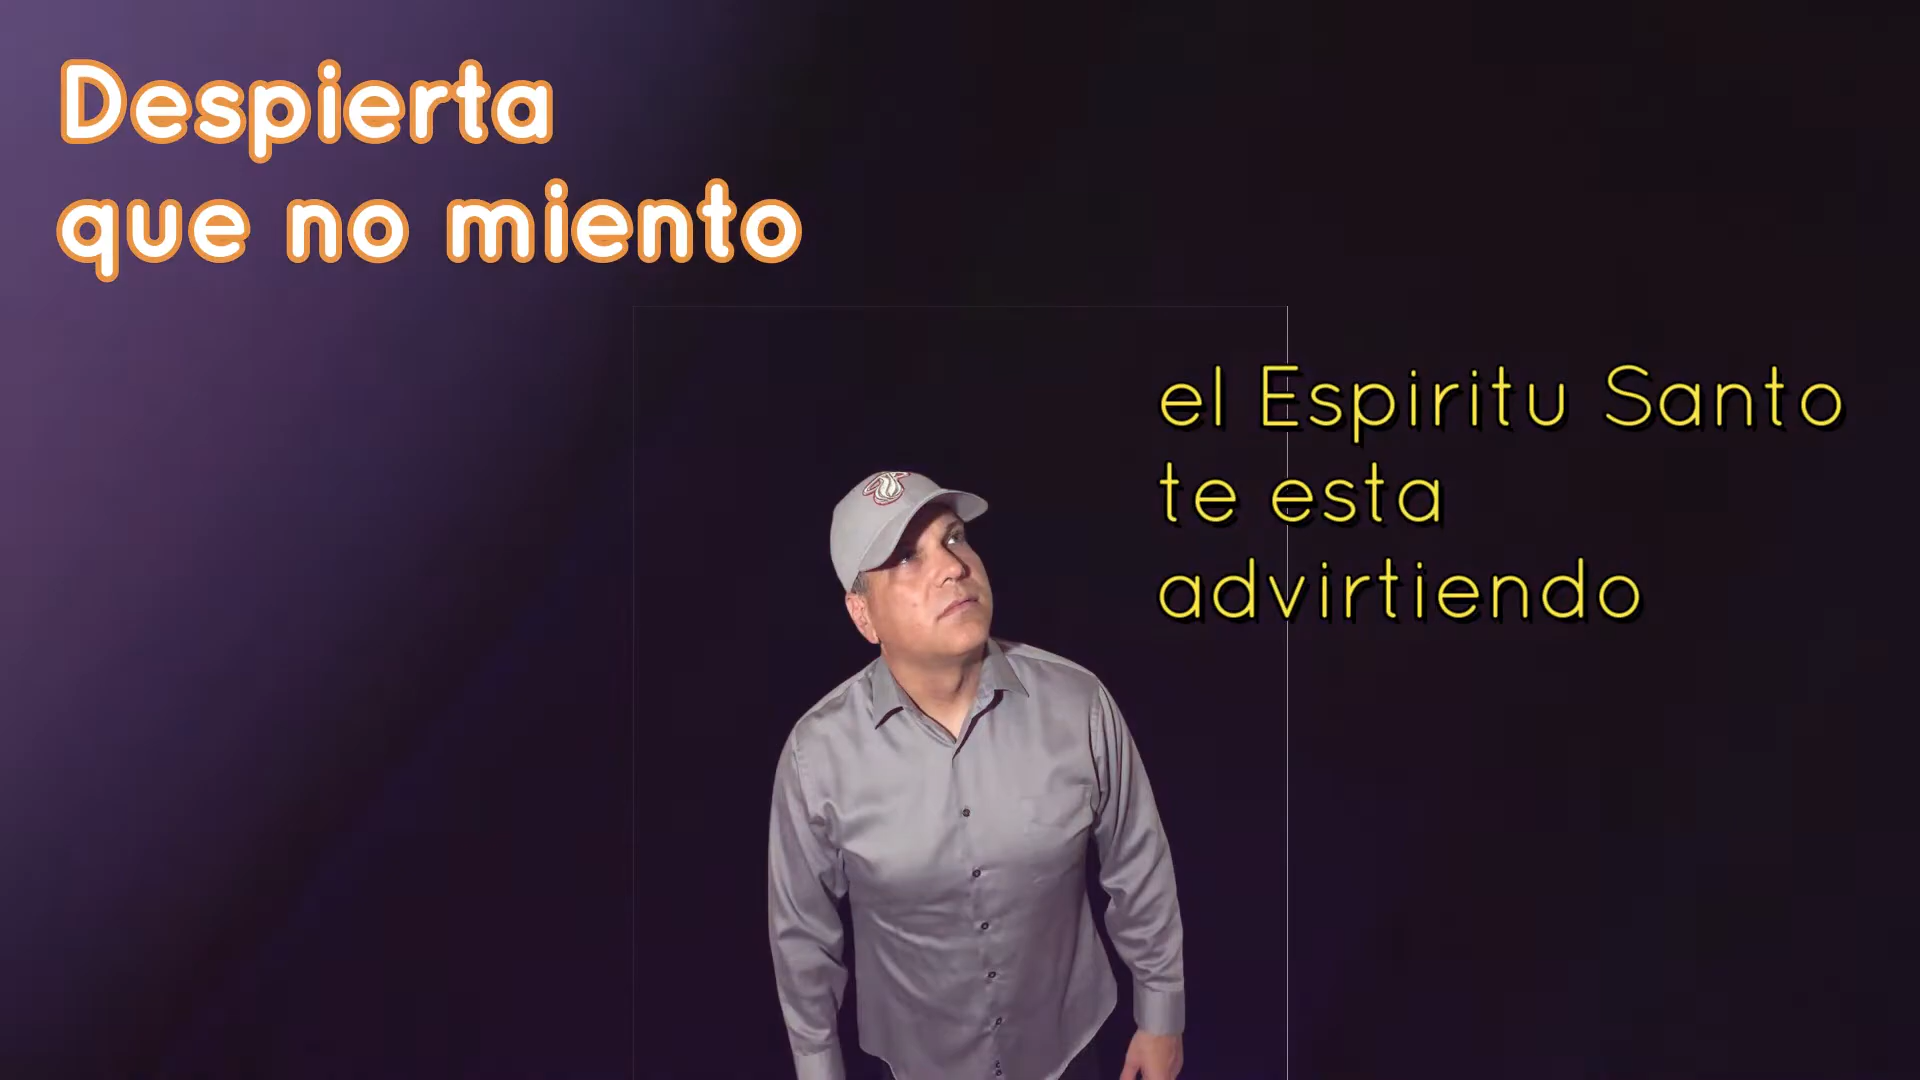 Despierta
que no miento
el Espiritu Santo
te esta
advirtiendo